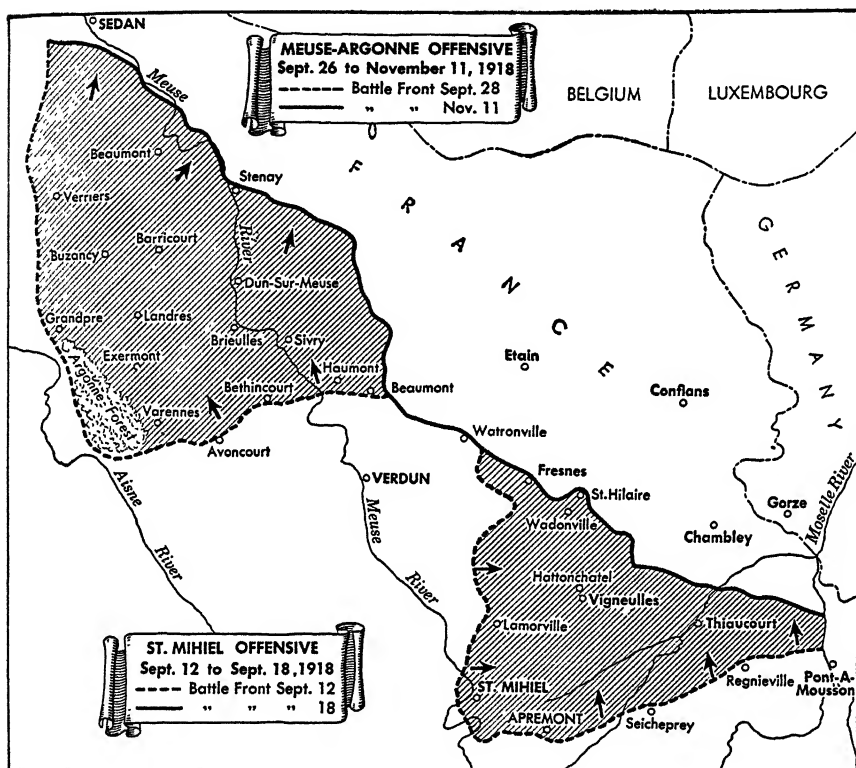 SEDAN
MEUSE-ARGONNE OFFENSIVE
Sept. 26 to November 11, 1918
Battle Front Sept. 28
" " Nov. 11
BELGIUM
LUXEMBOURG
Meuse
River
FRANCE
GERMANY
Beaumont
Stenay
Verriers
Barricourt
Buzancy
Dun-Sur-Meuse
Grandpre
Landres
Brieulles
Sivry
Exermont
Argonne Forest
Haumont
Bethincourt
Beaumont
Varennes
Avoncourt
Etain
Conflans
Watronville
VERDUN
Fresnes
St. Hilaire
Wadonville
Gorze
Chambley
Moselle River
Aisne
River
Meuse
River
Hattonchatel
Vigneulles
Lamorville
Thiaucourt
ST. MIHIEL
Regnieville
Pont-A-
Mousson
APREMONT
Seicheprey
ST. MIHIEL OFFENSIVE
Sept. 12 to Sept. 18, 1918
Battle Front Sept. 12
" " " 18